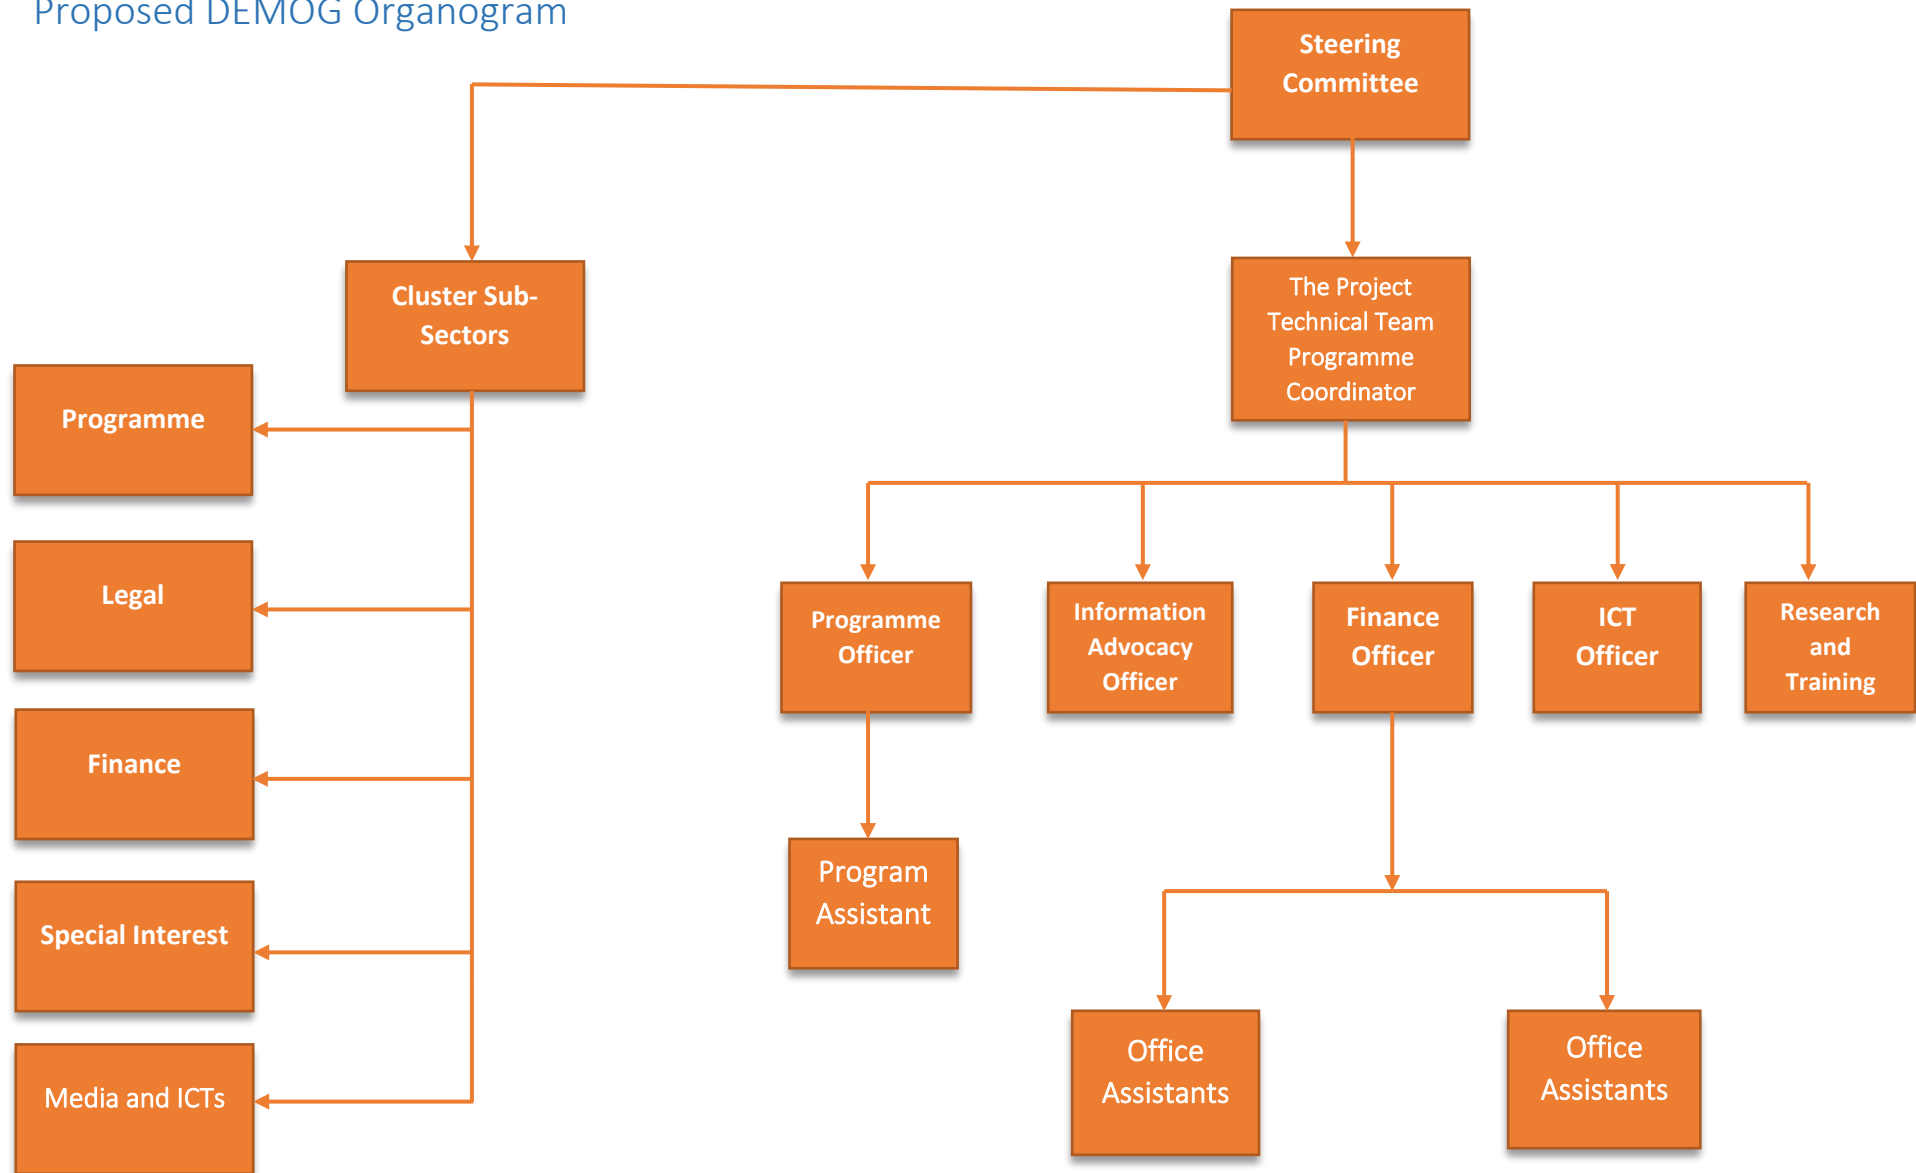 Proposed DEMOG Organogram
Steering
Committee
Cluster Sub-
Sectors
The Project
Technical Team
Programme
Coordinator
Programme
Legal
Finance
Special Interest
Media and ICTs
Programme
Officer
Information
Advocacy
Officer
Finance
Officer
ICT
Officer
Research
and
Training
Program
Assistant
Office
Assistants
Office
Assistants